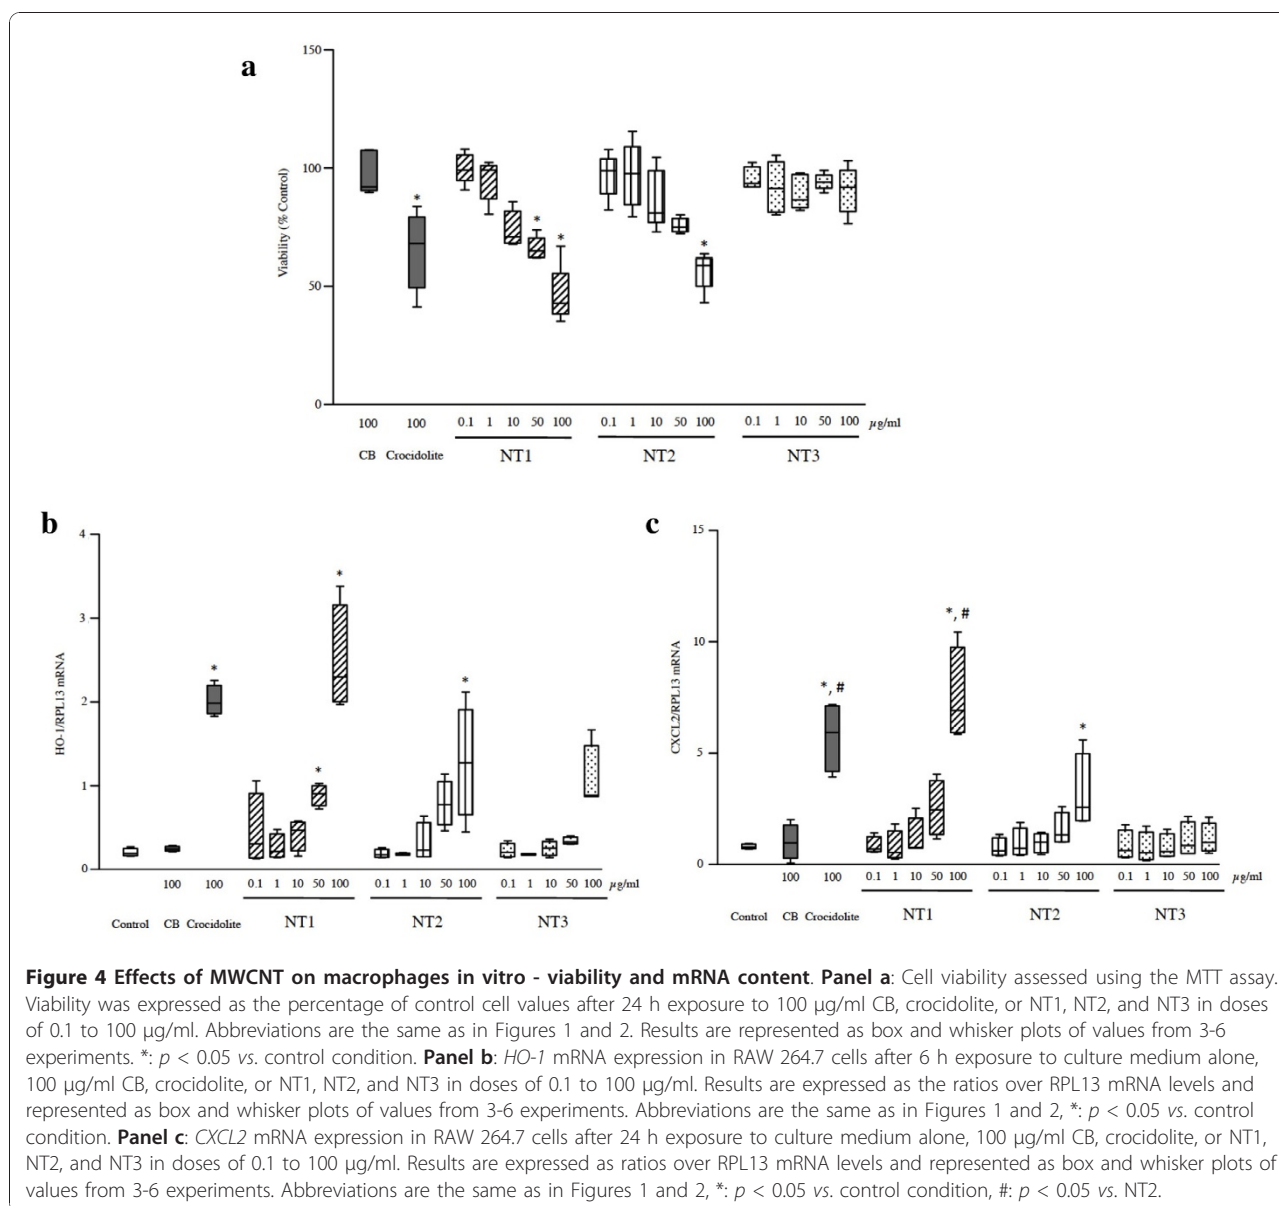 a
150
100
50
0
Viability (% Control)
*
*
*
*
100 100 0.1 1 10 50 100 0.1 1 10 50 100 0.1 1 10 50 100 µg/ml
CB Crocidolite NT1 NT2 NT3
b
4
3
2
1
0
HO-1/RPL13 mRNA
*
*
*
*
100 100 0.1 1 10 50 100 0.1 1 10 50 100 0.1 1 10 50 100 µg/ml
Control CB Crocidolite NT1 NT2 NT3
c
15
10
5
0
CXCL2/RPL13 mRNA
*, #
*, #
*
100 100 0.1 1 10 50 100 0.1 1 10 50 100 0.1 1 10 50 100 µg/ml
Control CB Crocidolite NT1 NT2 NT3
Figure 4 Effects of MWCNT on macrophages in vitro - viability and mRNA content. Panel a: Cell viability assessed using the MTT assay.
Viability was expressed as the percentage of control cell values after 24 h exposure to 100 μg/ml CB, crocidolite, or NT1, NT2, and NT3 in doses
of 0.1 to 100 μg/ml. Abbreviations are the same as in Figures 1 and 2. Results are represented as box and whisker plots of values from 3-6
experiments. *: p < 0.05 vs. control condition. Panel b: HO-1 mRNA expression in RAW 264.7 cells after 6 h exposure to culture medium alone,
100 μg/ml CB, crocidolite, or NT1, NT2, and NT3 in doses of 0.1 to 100 μg/ml. Results are expressed as the ratios over RPL13 mRNA levels and
represented as box and whisker plots of values from 3-6 experiments. Abbreviations are the same as in Figures 1 and 2, *: p < 0.05 vs. control
condition. Panel c: CXCL2 mRNA expression in RAW 264.7 cells after 24 h exposure to culture medium alone, 100 μg/ml CB, crocidolite, or NT1,
NT2, and NT3 in doses of 0.1 to 100 μg/ml. Results are expressed as ratios over RPL13 mRNA levels and represented as box and whisker plots of
values from 3-6 experiments. Abbreviations are the same as in Figures 1 and 2, *: p < 0.05 vs. control condition, #: p < 0.05 vs. NT2.